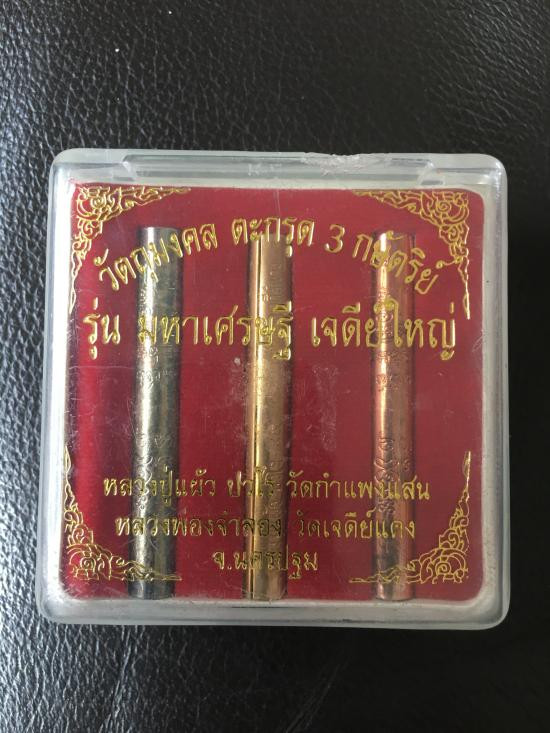 วัตถุมงคล ตะกรุด 3 กษัตริย์
รุ่น มหาเศรษฐี เจดีย์ใหญ่
หลวงปู่แผ้ว ปวโร วัดกำแพงแสน
หลวงพ่อจำลอง วัดเจดีย์แดง
จ.นครปฐม